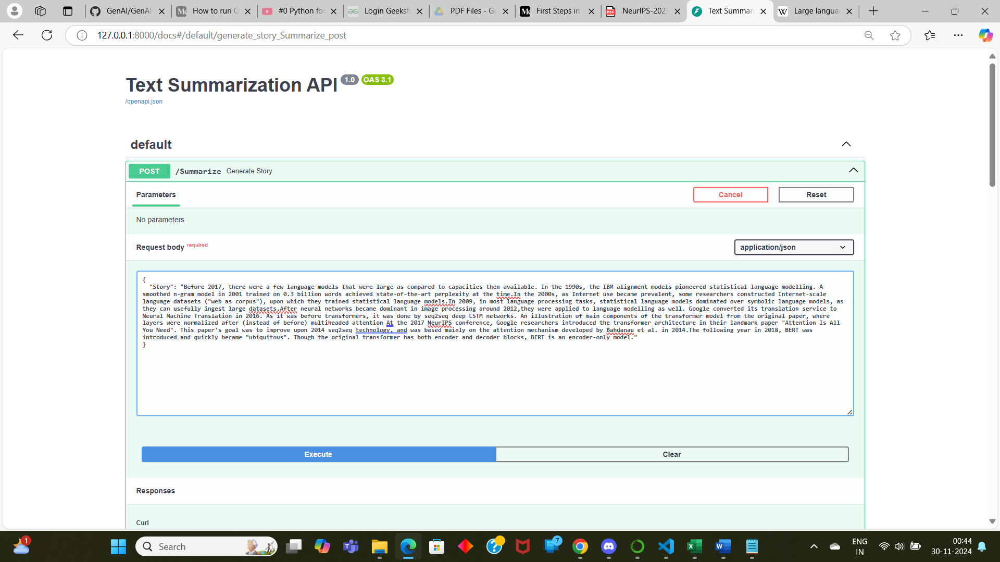 GenAI/GenAI
How to run O
#0 Python for
Login Geeksf
PDF Files - Go
First Steps in
NeurIPS-2023
Text Summari
Large langua
127.0.0.1:8000/docs#/default/generate_story_Summarize_post
Text Summarization API 1.0 OAS 3.1
/openapi.json
default
POST /Summarize Generate Story
Parameters
Cancel
Reset
No parameters
Request body required
application/json
{
"Story": "Before 2017, there were a few language models that were large as compared to capacities then available. In the 1990s, the IBM alignment models pioneered statistical language modelling. A
smoothed n-gram model in 2001 trained on 0.3 billion words achieved state-of-the-art perplexity at the time.In the 2000s, as Internet use became prevalent, some researchers constructed Internet-scale
language datasets ("web as corpus"), upon which they trained statistical language models.In 2009, in most language processing tasks, statistical language models dominated over symbolic language models, as
they can usefully ingest large datasets.After neural networks became dominant in image processing around 2012,they were applied to language modelling as well. Google converted its translation service to
Neural Machine Translation in 2016. As it was before transformers, it was done by seq2seq deep LSTM networks. An illustration of main components of the transformer model from the original paper, where
layers were normalized after (instead of before) multiheaded attention At the 2017 NeurIPS conference, Google researchers introduced the transformer architecture in their landmark paper "Attention Is All
You Need". This paper's goal was to improve upon 2014 seq2seq technology, and was based mainly on the attention mechanism developed by Bahdanau et al. in 2014.The following year in 2018, BERT was
introduced and quickly became "ubiquitous". Though the original transformer has both encoder and decoder blocks, BERT is an encoder-only model."
}
Execute
Clear
Responses
Curl
1
Search
7
ENG
IN
00:44
30-11-2024